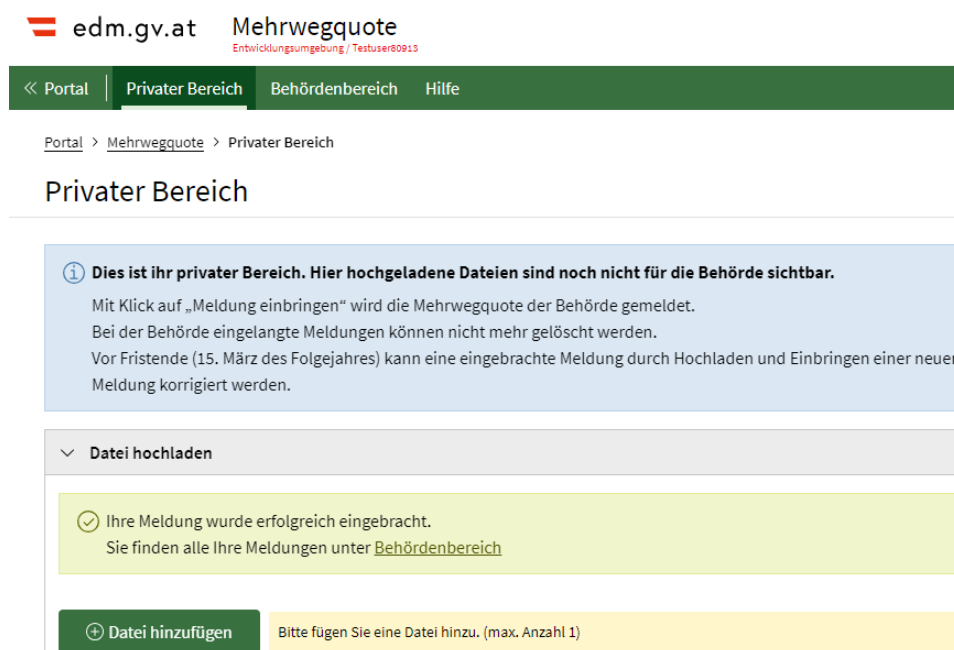 edm.gv.at
Mehrwegquote
Entwicklungsumgebung / Testuser80913
Portal
Privater Bereich
Behördenbereich
Hilfe
Portal > Mehrwegquote > Privater Bereich
Privater Bereich
Dies ist ihr privater Bereich. Hier hochgeladene Dateien sind noch nicht für die Behörde sichtbar.
Mit Klick auf „Meldung einbringen“ wird die Mehrwegquote der Behörde gemeldet.
Bei der Behörde eingelangte Meldungen können nicht mehr gelöscht werden.
Vor Fristende (15. März des Folgejahres) kann eine eingebrachte Meldung durch Hochladen und Einbringen einer neuen
Meldung korrigiert werden.
Datei hochladen
Ihre Meldung wurde erfolgreich eingebracht.
Sie finden alle Ihre Meldungen unter Behördenbereich
Datei hinzufügen
Bitte fügen Sie eine Datei hinzu. (max. Anzahl 1)